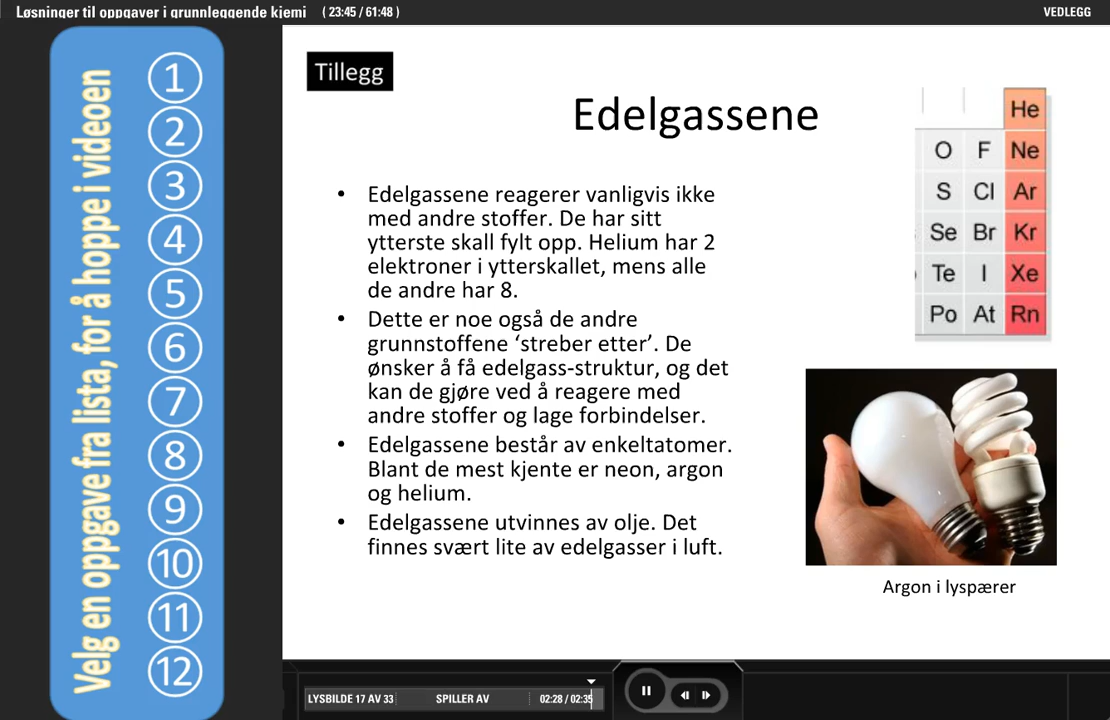 Løsninger til oppgaver i grunnleggende kjemi ( 23:45 / 61:48 )
VEDLEGG
Velg en oppgave fra lista, for å hoppe i videoen
1
2
3
4
5
6
7
8
9
10
11
12
Tillegg
Edelgassene
• Edelgassene reagerer vanligvis ikke
med andre stoffer. De har sitt
ytterste skall fylt opp. Helium har 2
elektroner i ytterskallet, mens alle
de andre har 8.
• Dette er noe også de andre
grunnstoffene ‘streber etter’. De
ønsker å få edelgass-struktur, og det
kan de gjøre ved å reagere med
andre stoffer og lage forbindelser.
• Edelgassene består av enkeltatomer.
Blant de mest kjente er neon, argon
og helium.
• Edelgassene utvinnes av olje. Det
finnes svært lite av edelgasser i luft.
He
O F Ne
S Cl Ar
Se Br Kr
Te I Xe
Po At Rn
Argon i lyspærer
LYSBILDE 17 AV 33 SPILLER AV 02:28 / 02:35